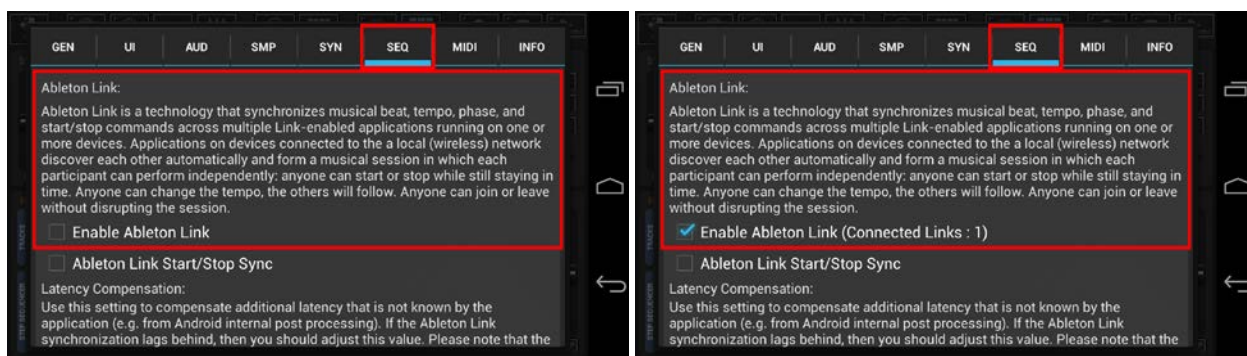 GEN UI AUD SMP SYN SEQ MIDI INFO
Ableton Link:
Ableton Link is a technology that synchronizes musical beat, tempo, phase, and
start/stop commands across multiple Link-enabled applications running on one or
more devices. Applications on devices connected to the a local (wireless) network
discover each other automatically and form a musical session in which each
participant can perform independently: anyone can start or stop while still staying in
time. Anyone can change the tempo, the others will follow. Anyone can join or leave
without disrupting the session.
Enable Ableton Link
Ableton Link Start/Stop Sync
Latency Compensation:
Use this setting to compensate additional latency that is not known by the
application (e.g. from Android internal post processing). If the Ableton Link
synchronization lags behind, then you should adjust this value. Please note that the
TRACKS
STEP SEQUENCER
GEN UI AUD SMP SYN SEQ MIDI INFO
Ableton Link:
Ableton Link is a technology that synchronizes musical beat, tempo, phase, and
start/stop commands across multiple Link-enabled applications running on one or
more devices. Applications on devices connected to the a local (wireless) network
discover each other automatically and form a musical session in which each
participant can perform independently: anyone can start or stop while still staying in
time. Anyone can change the tempo, the others will follow. Anyone can join or leave
without disrupting the session.
Enable Ableton Link (Connected Links : 1)
Ableton Link Start/Stop Sync
Latency Compensation:
Use this setting to compensate additional latency that is not known by the
application (e.g. from Android internal post processing). If the Ableton Link
synchronization lags behind, then you should adjust this value. Please note that the
TRACKS
STEP SEQUENCER